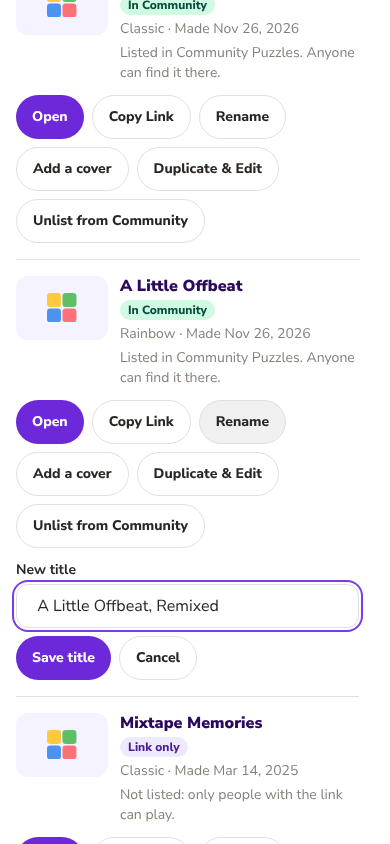 In Community
Classic · Made Nov 26, 2026
Listed in Community Puzzles. Anyone
can find it there.
Open
Copy Link
Rename
Add a cover
Duplicate & Edit
Unlist from Community
A Little Offbeat
In Community
Rainbow · Made Nov 26, 2026
Listed in Community Puzzles. Anyone
can find it there.
Open
Copy Link
Rename
Add a cover
Duplicate & Edit
Unlist from Community
New title
A Little Offbeat, Remixed
Save title
Cancel
Mixtape Memories
Link only
Classic · Made Mar 14, 2025
Not listed: only people with the link
can play.